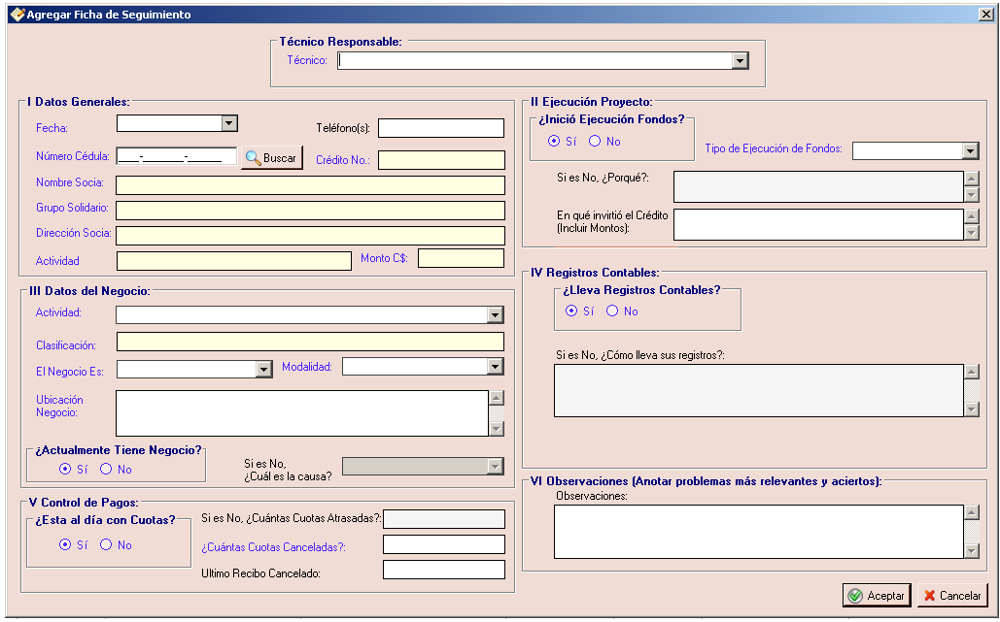 Agregar Ficha de Seguimiento
Técnico Responsable:
Técnico:
I Datos Generales:
Fecha:
Teléfono(s):
Número Cédula:
___-______-_____
Buscar
Crédito No.:
Nombre Socia:
Grupo Solidario:
Dirección Socia:
Actividad
Monto C$:
II Ejecución Proyecto:
¿Inició Ejecución Fondos?
Sí
No
Tipo de Ejecución de Fondos:
Si es No, ¿Porqué?:
En qué invirtió el Crédito
(Incluir Montos):
III Datos del Negocio:
Actividad:
Clasificación:
El Negocio Es:
Modalidad:
Ubicación
Negocio:
¿Actualmente Tiene Negocio?
Sí
No
Si es No,
¿Cuál es la causa?
IV Registros Contables:
¿Lleva Registros Contables?
Sí
No
Si es No, ¿Cómo lleva sus registros?:
V Control de Pagos:
¿Esta al día con Cuotas?
Sí
No
Si es No, ¿Cuántas Cuotas Atrasadas?:
¿Cuántas Cuotas Canceladas?:
Ultimo Recibo Cancelado:
VI Observaciones (Anotar problemas más relevantes y aciertos):
Observaciones:
Aceptar
Cancelar